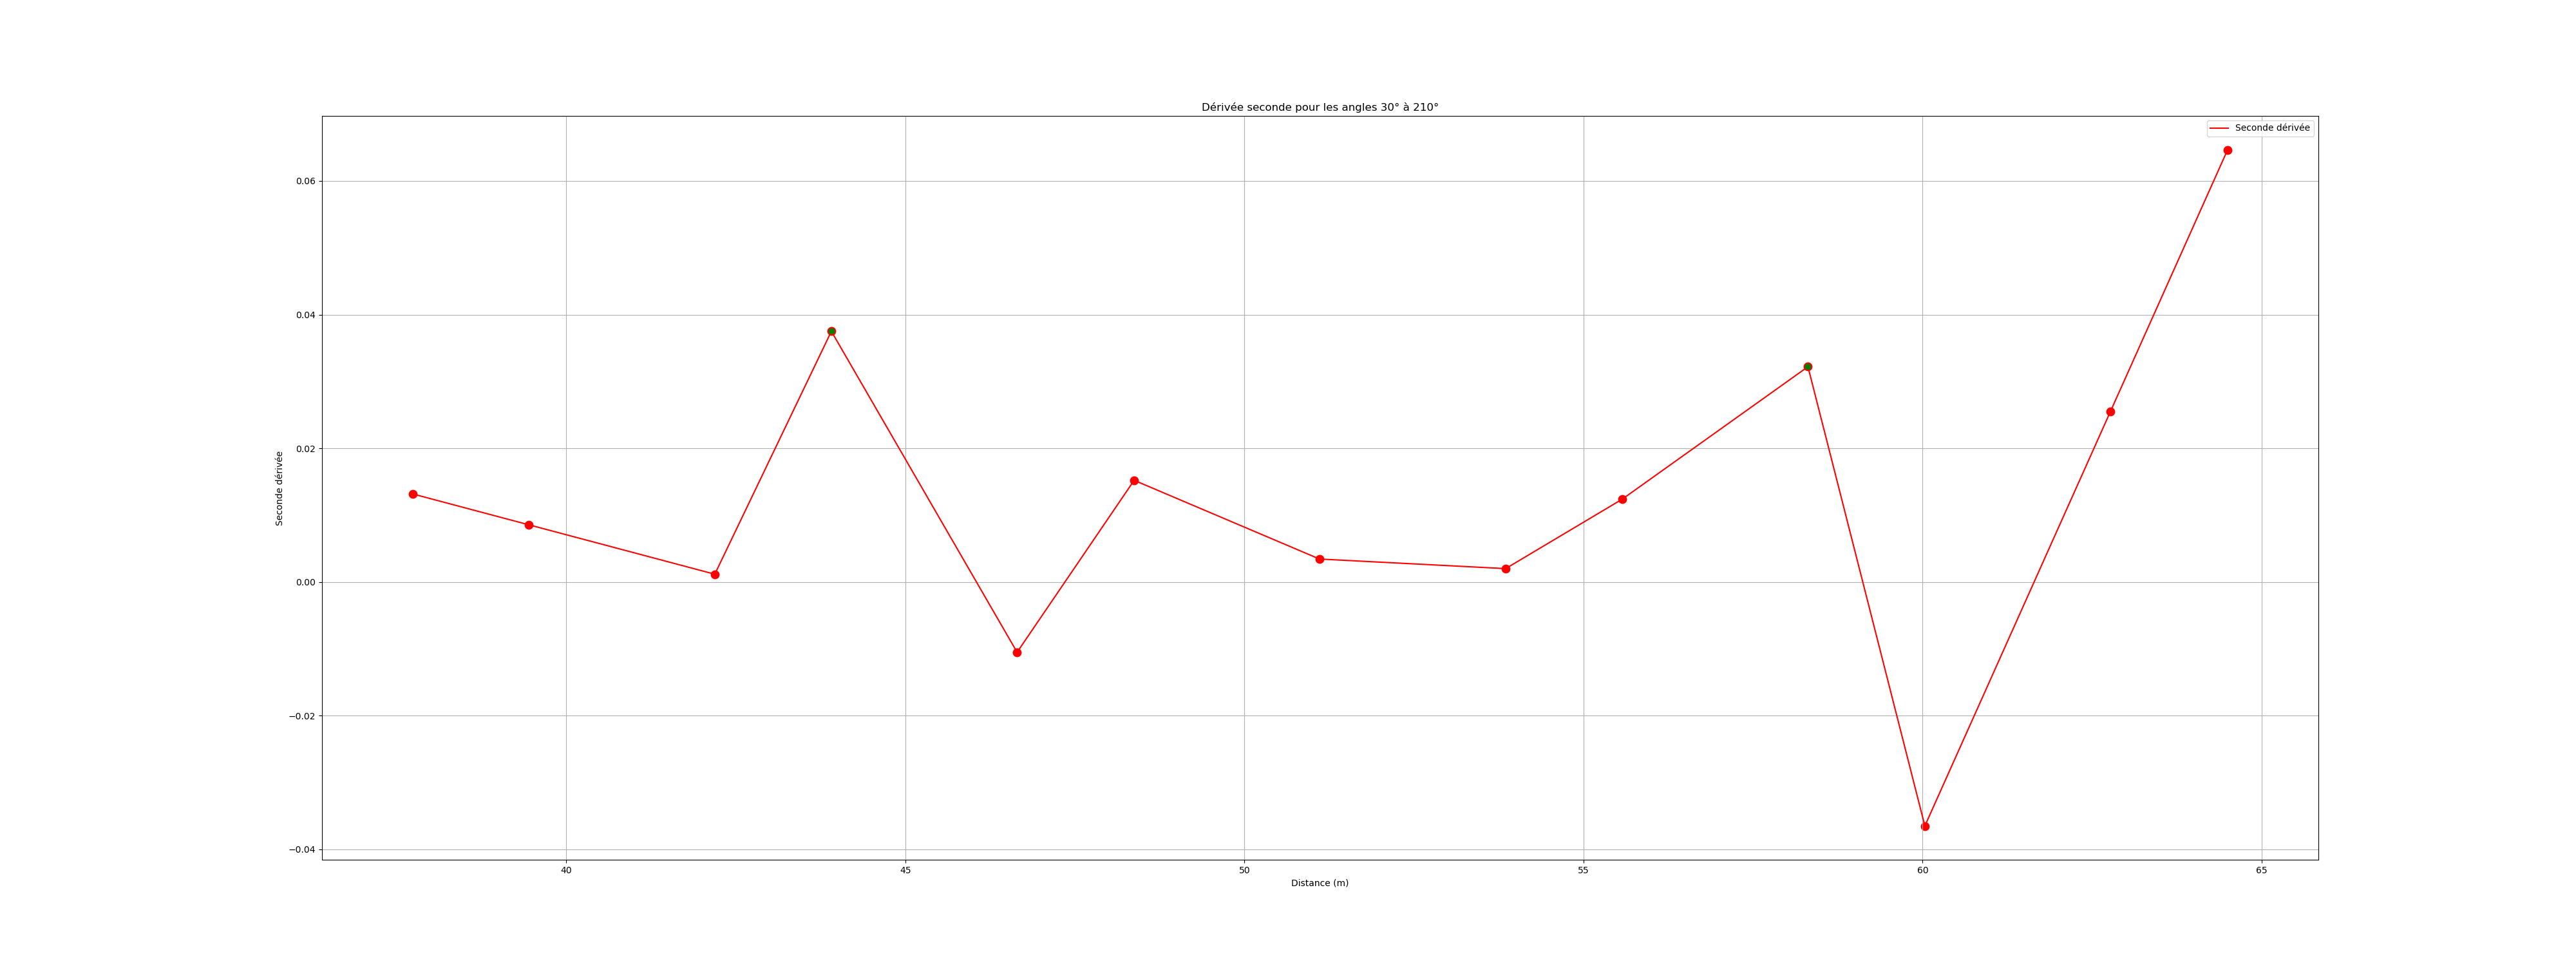 Dérivée seconde pour les angles 30° à 210°
Seconde dérivée
0.06
0.04
0.02
0.00
−0.02
−0.04
Seconde dérivée
40 45 50 55 60 65
Distance (m)